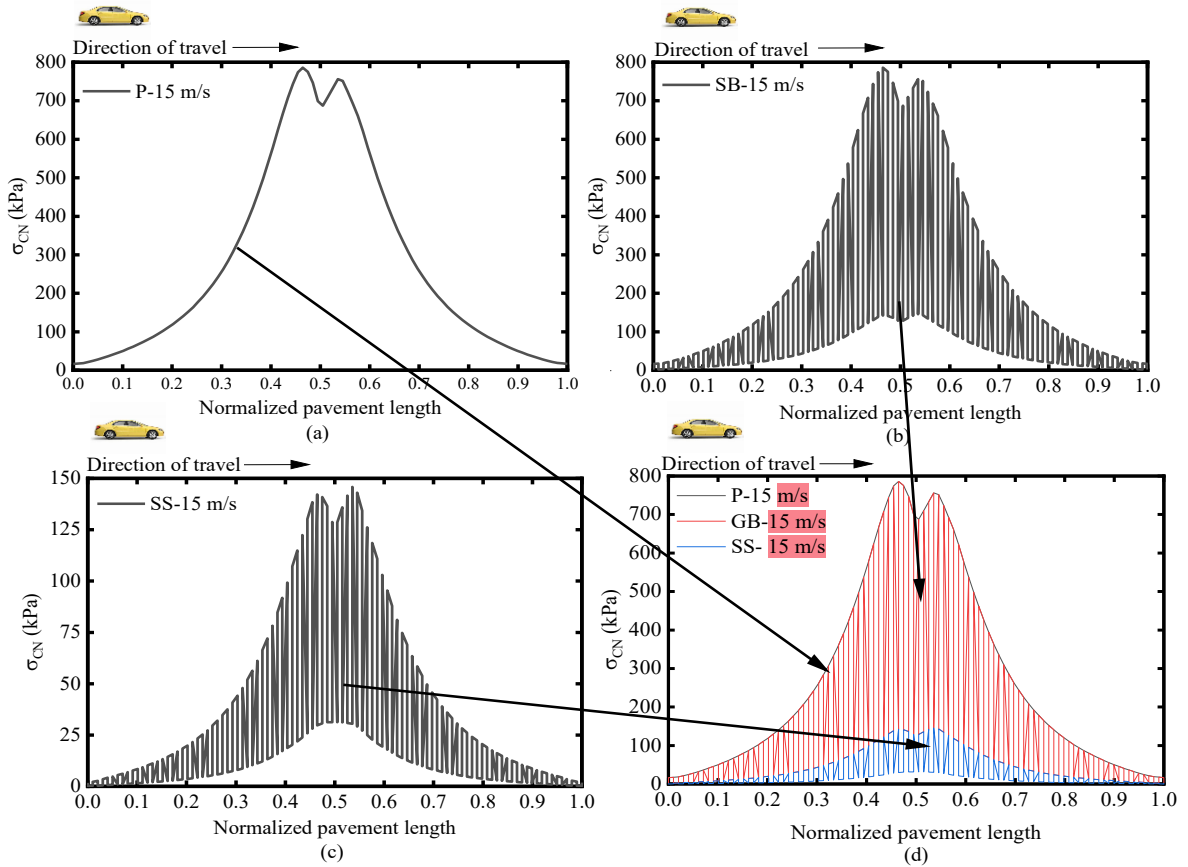 Direction of travel
800
700
600
500
400
300
200
100
0
σCN (kPa)
P-15 m/s
0.0 0.1 0.2 0.3 0.4 0.5 0.6 0.7 0.8 0.9 1.0
Normalized pavement length
(a)
Direction of travel
800
700
600
500
400
300
200
100
0
σCN (kPa)
SB-15 m/s
0.0 0.1 0.2 0.3 0.4 0.5 0.6 0.7 0.8 0.9 1.0
Normalized pavement length
(b)
Direction of travel
150
125
100
75
50
25
0
σCN (kPa)
SS-15 m/s
0.0 0.1 0.2 0.3 0.4 0.5 0.6 0.7 0.8 0.9 1.0
Normalized pavement length
(c)
Direction of travel
800
700
600
500
400
300
200
100
0
σCN (kPa)
P-15 m/s
GB-15 m/s
SS- 15 m/s
0.0 0.1 0.2 0.3 0.4 0.5 0.6 0.7 0.8 0.9 1.0
Normalized pavement length
(d)